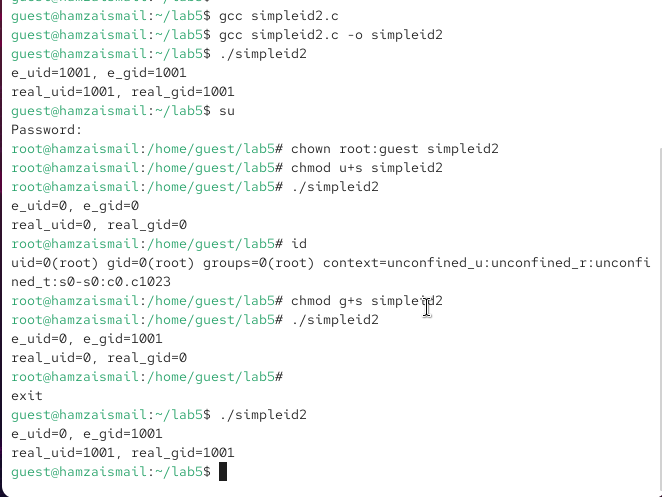 guest@hamzaismail:~/lab5$ gcc simpleid2.c
guest@hamzaismail:~/lab5$ gcc simpleid2.c -o simpleid2
guest@hamzaismail:~/lab5$ ./simpleid2
e_uid=1001, e_gid=1001
real_uid=1001, real_gid=1001
guest@hamzaismail:~/lab5$ su
Password:
root@hamzaismail:/home/guest/lab5# chown root:guest simpleid2
root@hamzaismail:/home/guest/lab5# chmod u+s simpleid2
root@hamzaismail:/home/guest/lab5# ./simpleid2
e_uid=0, e_gid=0
real_uid=0, real_gid=0
root@hamzaismail:/home/guest/lab5# id
uid=0(root) gid=0(root) groups=0(root) context=unconfined_u:unconfined_r:unconfi
ned_t:s0-s0:c0.c1023
root@hamzaismail:/home/guest/lab5# chmod g+s simpleid2
root@hamzaismail:/home/guest/lab5# ./simpleid2
e_uid=0, e_gid=1001
real_uid=0, real_gid=0
root@hamzaismail:/home/guest/lab5#
exit
guest@hamzaismail:~/lab5$ ./simpleid2
e_uid=0, e_gid=1001
real_uid=1001, real_gid=1001
guest@hamzaismail:~/lab5$